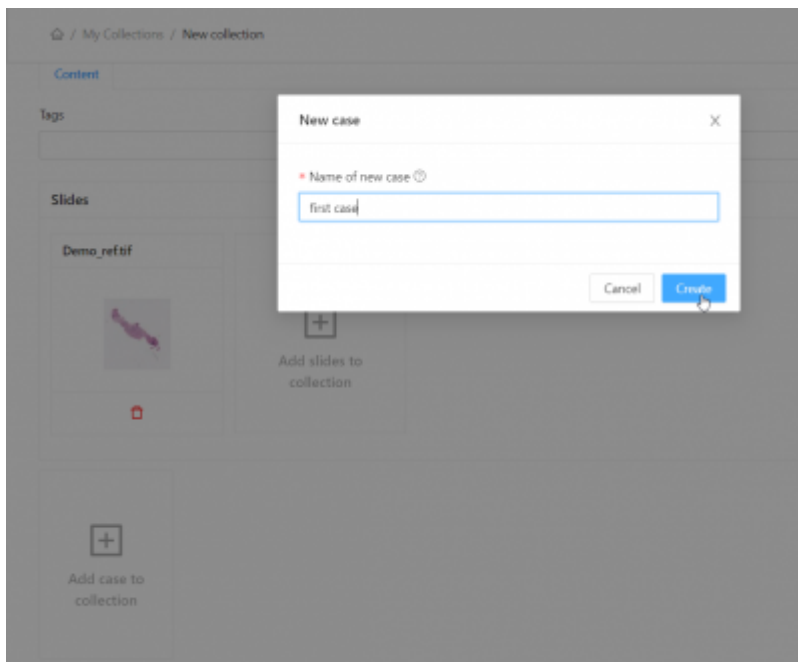 / My Collections / New collection
Content
Tags
New case
* Name of new case
first case
Cancel Create
Slides
Demo_ref.tif
Add slides to
collection
Add case to
collection